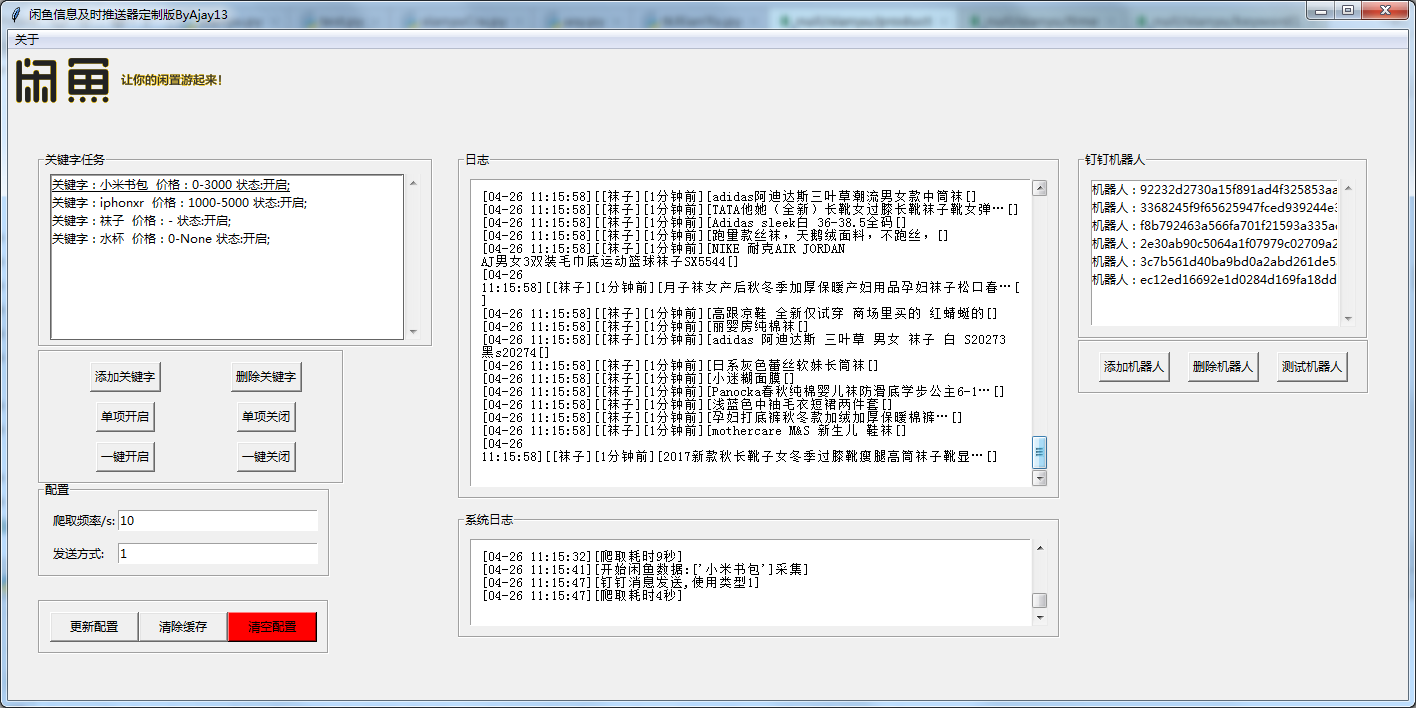 闲鱼信息及时推送器定制版ByAjay13
关于
闲鱼 让你的闲置游起来!
关键字任务
关键字：小米书包  价格：0-3000 状态:开启;
关键字：iphonxr  价格：1000-5000 状态:开启;
关键字：袜子  价格：- 状态:开启;
关键字：水杯  价格：0-None 状态:开启;
添加关键字
删除关键字
单项开启
单项关闭
一键开启
一键关闭
配置
爬取频率/s: 10
发送方式: 1
更新配置
清除缓存
清空配置
日志
[04-26 11:15:58][[袜子][1分钟前][adidas阿迪达斯三叶草潮流男女款中筒袜[]
[04-26 11:15:58][[袜子][1分钟前][TATA他她（全新）长靴女过膝长靴袜子靴女弹…[]
[04-26 11:15:58][[袜子][1分钟前][Adidas sleek白 36-38.5全码[]
[04-26 11:15:58][[袜子][1分钟前][跑量款丝袜，天鹅绒面料，不跑丝，[]
[04-26 11:15:58][[袜子][1分钟前][NIKE 耐克AIR JORDAN
AJ男女3双装毛巾底运动篮球袜子SX5544[]
[04-26
11:15:58][[袜子][1分钟前][月子袜女产后秋冬季加厚保暖产妇用品孕妇袜子松口春…[
]
[04-26 11:15:58][[袜子][1分钟前][高跟凉鞋 全新仅试穿 商场里买的 红蜻蜓的[]
[04-26 11:15:58][[袜子][1分钟前][丽婴房纯棉袜[]
[04-26 11:15:58][[袜子][1分钟前][adidas 阿迪达斯 三叶草 男女 袜子 白 S20273
黑s20274[]
[04-26 11:15:58][[袜子][1分钟前][日系灰色蕾丝软妹长筒袜[]
[04-26 11:15:58][[袜子][1分钟前][小迷糊面膜[]
[04-26 11:15:58][[袜子][1分钟前][Panocka春秋纯棉婴儿袜防滑底学步公主6-1…[]
[04-26 11:15:58][[袜子][1分钟前][浅蓝色中袖毛衣短裙两件套[]
[04-26 11:15:58][[袜子][1分钟前][孕妇打底裤秋冬款加绒加厚保暖棉裤…[]
[04-26 11:15:58][[袜子][1分钟前][mothercare M&S 新生儿 鞋袜[]
[04-26
11:15:58][[袜子][1分钟前][2017新款秋长靴子女冬季过膝靴瘦腿高筒袜子靴显…[]
系统日志
[04-26 11:15:32][爬取耗时9秒]
[04-26 11:15:41][开始闲鱼数据:['小米书包']采集]
[04-26 11:15:47][钉钉消息发送,使用类型1]
[04-26 11:15:47][爬取耗时4秒]
钉钉机器人
机器人：92232d2730a15f891ad4f325853aa
机器人：3368245f9f65625947fced939244e3
机器人：f8b792463a566fa701f21593a335ad
机器人：2e30ab90c5064a1f07979c02709a2
机器人：3c7b561d40ba9bd0a2abd261de5
机器人：ec12ed16692e1d0284d169fa18dd
添加机器人
删除机器人
测试机器人